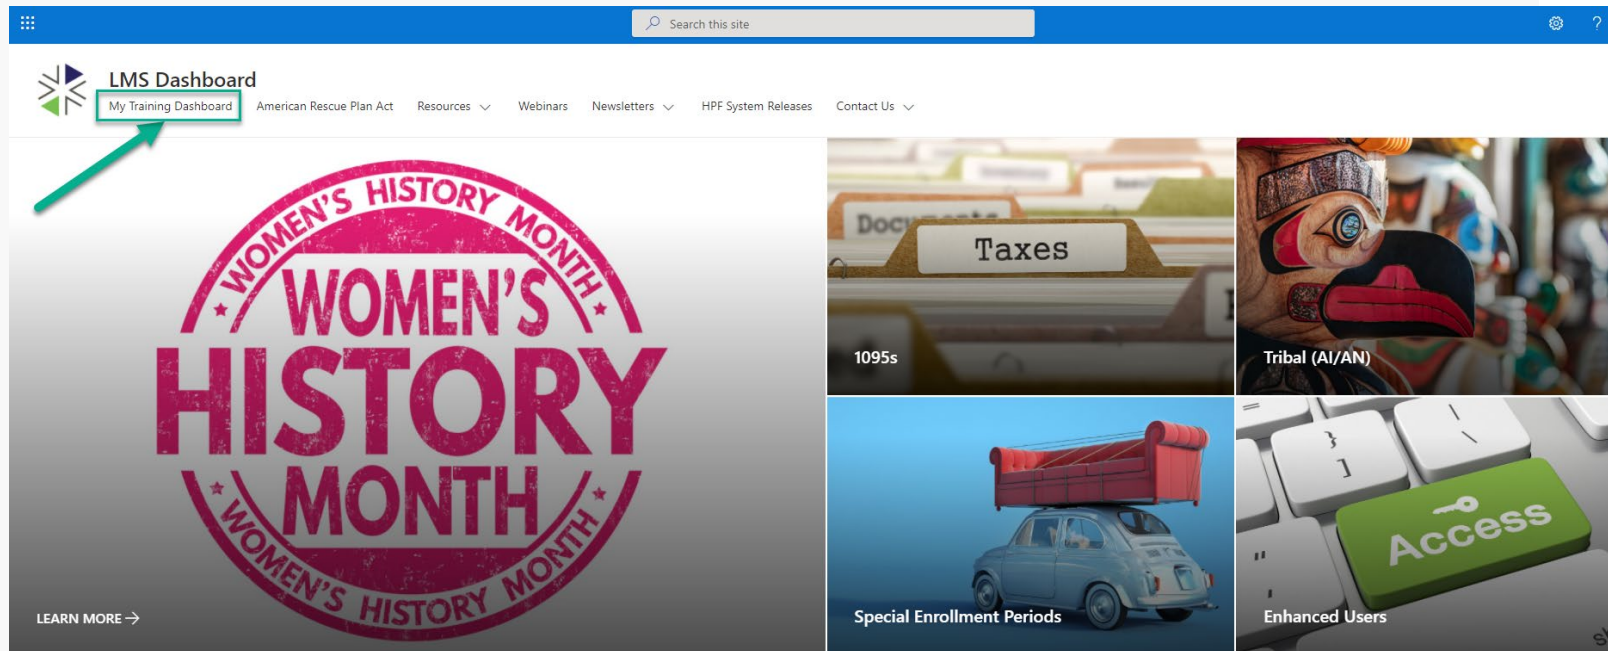 Search this site
?
LMS Dashboard
My Training Dashboard American Rescue Plan Act Resources Webinars Newsletters HPF System Releases Contact Us
WOMEN'S HISTORY MONTH
WOMEN'S
HISTORY
MONTH
WOMEN'S HISTORY MONTH
LEARN MORE →
Taxes
1095s
Tribal (AI/AN)
Special Enrollment Periods
Access
Enhanced Users